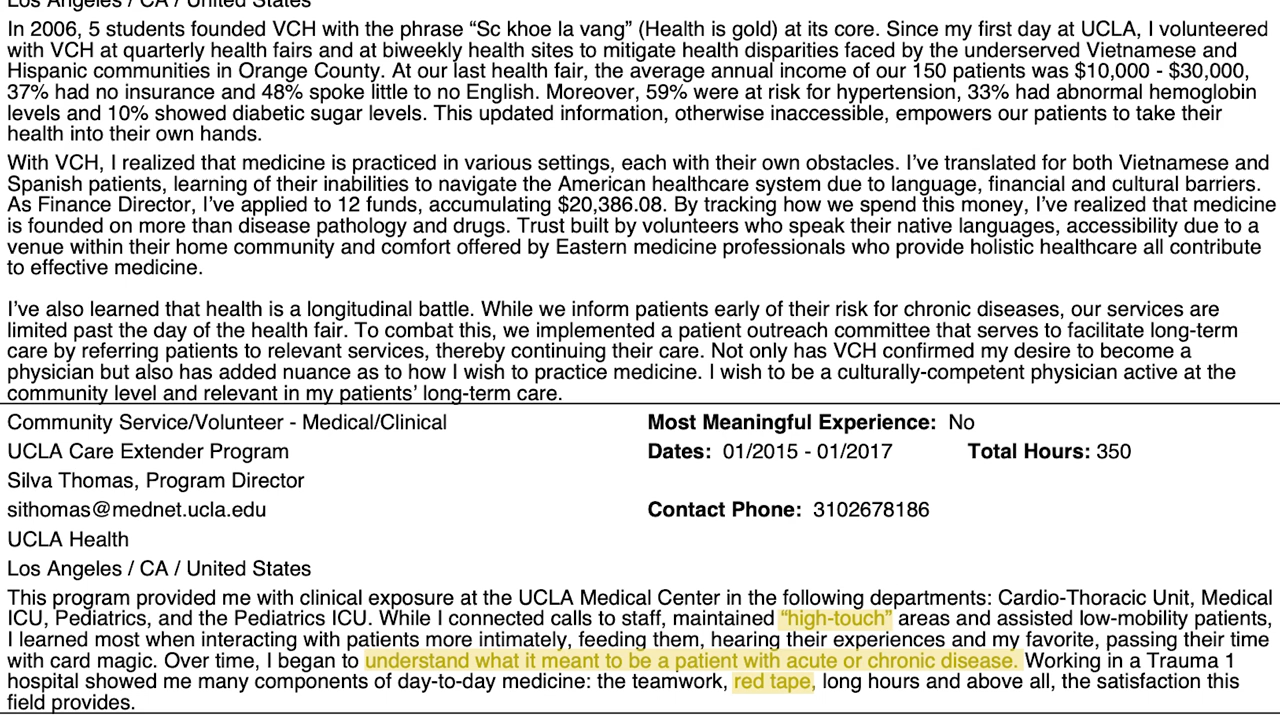 Los Angeles / CA / United States
In 2006, 5 students founded VCH with the phrase “Sc khoe la vang” (Health is gold) at its core. Since my first day at UCLA, I volunteered
with VCH at quarterly health fairs and at biweekly health sites to mitigate health disparities faced by the underserved Vietnamese and
Hispanic communities in Orange County. At our last health fair, the average annual income of our 150 patients was $10,000 - $30,000,
37% had no insurance and 48% spoke little to no English. Moreover, 59% were at risk for hypertension, 33% had abnormal hemoglobin
levels and 10% showed diabetic sugar levels. This updated information, otherwise inaccessible, empowers our patients to take their
health into their own hands.
With VCH, I realized that medicine is practiced in various settings, each with their own obstacles. I’ve translated for both Vietnamese and
Spanish patients, learning of their inabilities to navigate the American healthcare system due to language, financial and cultural barriers.
As Finance Director, I’ve applied to 12 funds, accumulating $20,386.08. By tracking how we spend this money, I’ve realized that medicine
is founded on more than disease pathology and drugs. Trust built by volunteers who speak their native languages, accessibility due to a
venue within their home community and comfort offered by Eastern medicine professionals who provide holistic healthcare all contribute
to effective medicine.
I’ve also learned that health is a longitudinal battle. While we inform patients early of their risk for chronic diseases, our services are
limited past the day of the health fair. To combat this, we implemented a patient outreach committee that serves to facilitate long-term
care by referring patients to relevant services, thereby continuing their care. Not only has VCH confirmed my desire to become a
physician but also has added nuance as to how I wish to practice medicine. I wish to be a culturally-competent physician active at the
community level and relevant in my patients’ long-term care.
Community Service/Volunteer - Medical/Clinical Most Meaningful Experience: No
UCLA Care Extender Program Dates: 01/2015 - 01/2017 Total Hours: 350
Silva Thomas, Program Director
sithomas@mednet.ucla.edu Contact Phone: 3102678186
UCLA Health
Los Angeles / CA / United States
This program provided me with clinical exposure at the UCLA Medical Center in the following departments: Cardio-Thoracic Unit, Medical
ICU, Pediatrics, and the Pediatrics ICU. While I connected calls to staff, maintained “high-touch” areas and assisted low-mobility patients,
I learned most when interacting with patients more intimately, feeding them, hearing their experiences and my favorite, passing their time
with card magic. Over time, I began to understand what it meant to be a patient with acute or chronic disease. Working in a Trauma 1
hospital showed me many components of day-to-day medicine: the teamwork, red tape, long hours and above all, the satisfaction this
field provides.